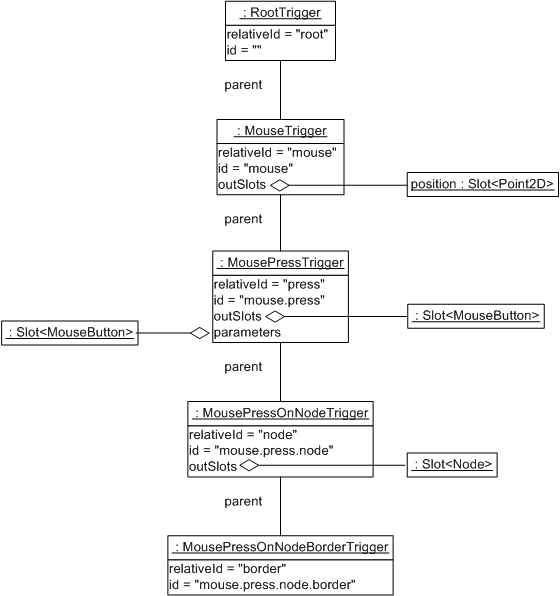 : RootTrigger
relativeId = "root"
id = ""
parent
: MouseTrigger
relativeId = "mouse"
id = "mouse"
outSlots
position : Slot<Point2D>
parent
: MousePressTrigger
relativeId = "press"
id = "mouse.press"
outSlots
: Slot<MouseButton>
: Slot<MouseButton>
parameters
parent
: MousePressOnNodeTrigger
relativeId = "node"
id = "mouse.press.node"
outSlots
: Slot<Node>
parent
: MousePressOnNodeBorderTrigger
relativeId = "border"
id = "mouse.press.node.border"